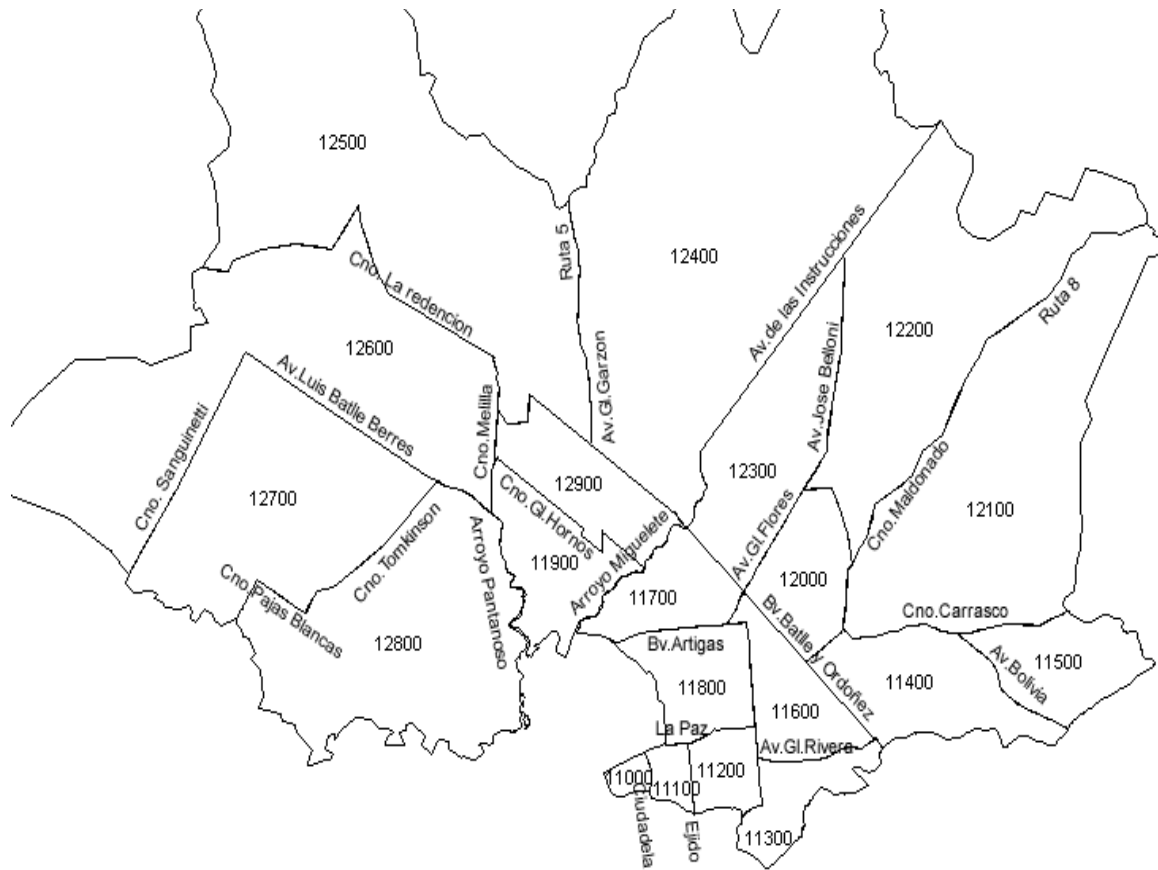 12500
Cno. La redencion
Ruta 5
12400
Av.de las Instrucciones
12200
Ruta 8
12600
Av.Luis Batlle Berres
Cno.Melilla
Av.Gl.Garzon
Av.Jose Belloni
Cno. Sanguinetti
12700
Cno.Gl.Hornos
12900
12300
Cno.Maldonado
12100
Cno.Tomkinson
Arroyo Pantanoso
11900
Arroyo Miguelete
Av.Gl.Flores
12000
Cno.Pajas Blancas
12800
11700
Bv.Artigas
Bv.Batlle y Ordoñez
Cno.Carrasco
11800
11400
Av.Bolivia
11500
La Paz
11600
Av.Gl.Rivera
11000
11100
11200
Ciudadela
Ejido
11300